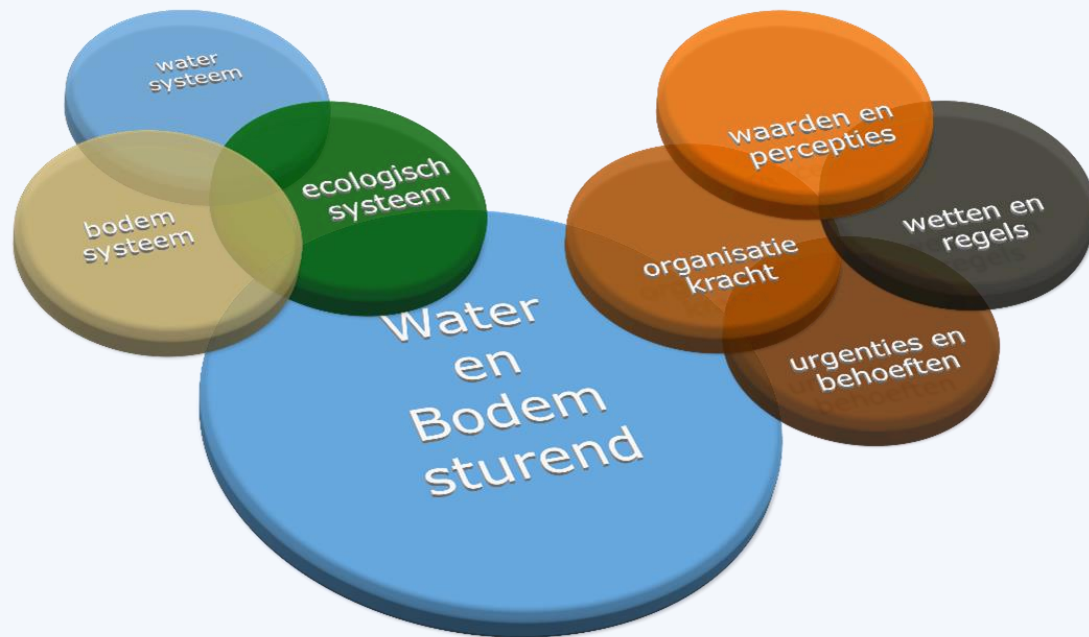 water
systeem
bodem
systeem
ecologisch
systeem
waarden en
percepties
wetten en
regels
organisatie
kracht
urgenties en
behoeften
Water
en
Bodem
sturend